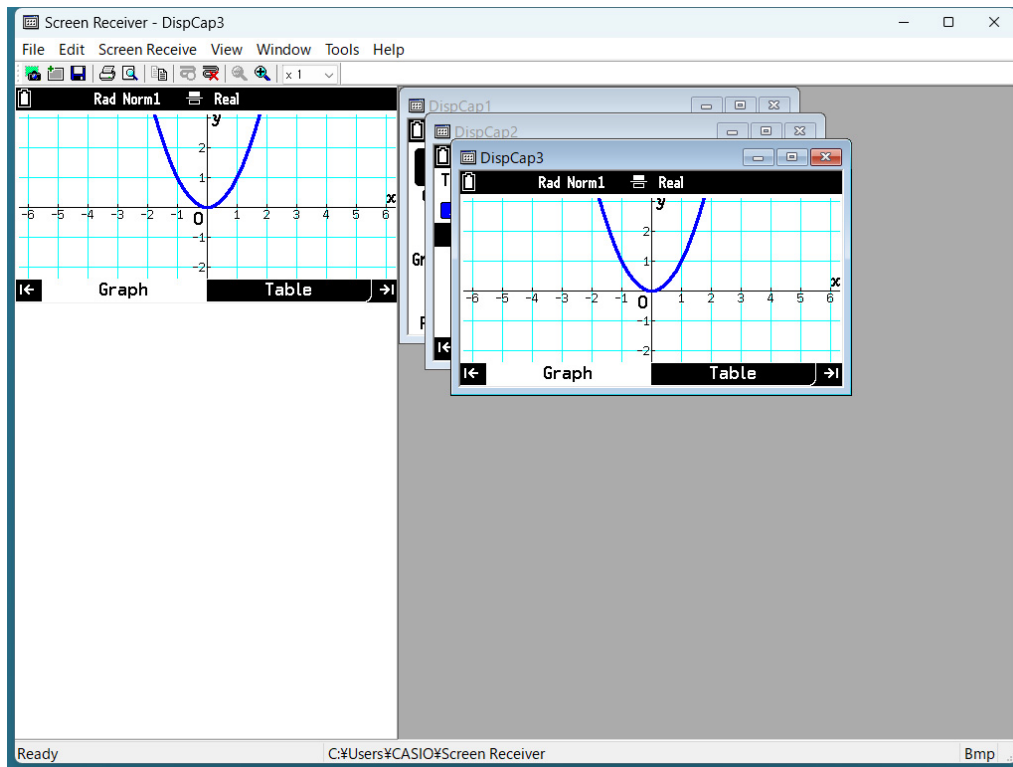 Screen Receiver - DispCap3
File Edit Screen Receive View Window Tools Help
x 1
Rad Norm1 Real
y
2
1
x
-6 -5 -4 -3 -2 -1 O 1 2 3 4 5 6
-1
-2
Graph Table
DispCap1
Gr
DispCap2
T
DispCap3
Rad Norm1 Real
y
2
1
x
-6 -5 -4 -3 -2 -1 O 1 2 3 4 5 6
-1
-2
Graph Table
Ready C:¥Users¥CASIO¥Screen Receiver Bmp